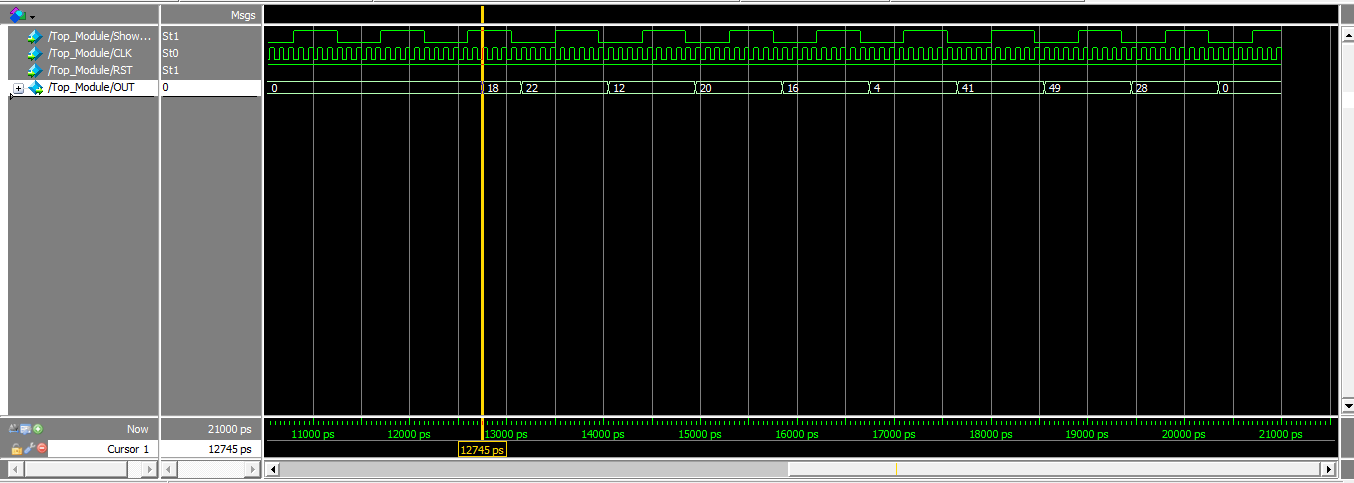 Msgs
/Top_Module/Show... St1
/Top_Module/CLK St0
/Top_Module/RST St1
/Top_Module/OUT 0 0 18 22 12 20 16 4 41 49 28 0
Now 21000 ps 11000 ps 12000 ps 13000 ps 14000 ps 15000 ps 16000 ps 17000 ps 18000 ps 19000 ps 20000 ps 21000 ps
Cursor 1 12745 ps 12745 ps